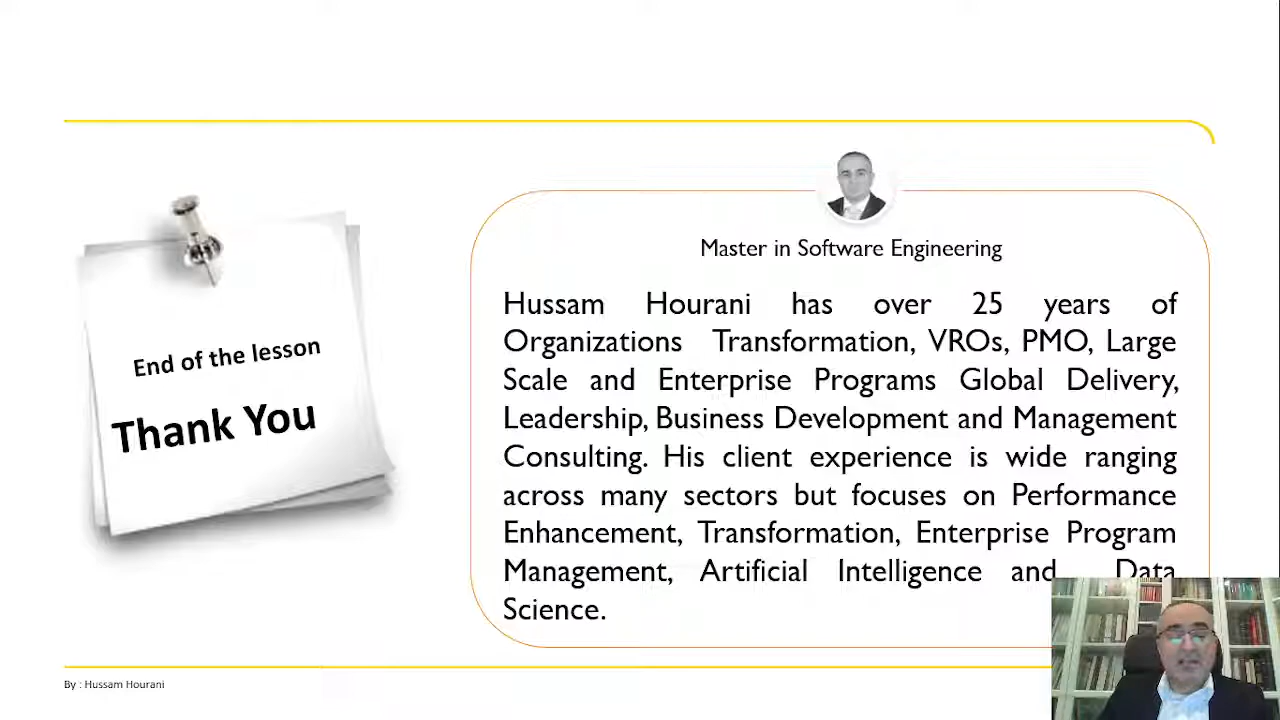 End of the lesson
Thank You
Master in Software Engineering
Hussam Hourani has over 25 years of
Organizations Transformation, VROs, PMO, Large
Scale and Enterprise Programs Global Delivery,
Leadership, Business Development and Management
Consulting. His client experience is wide ranging
across many sectors but focuses on Performance
Enhancement, Transformation, Enterprise Program
Management, Artificial Intelligence and Data
Science.
By : Hussam Hourani